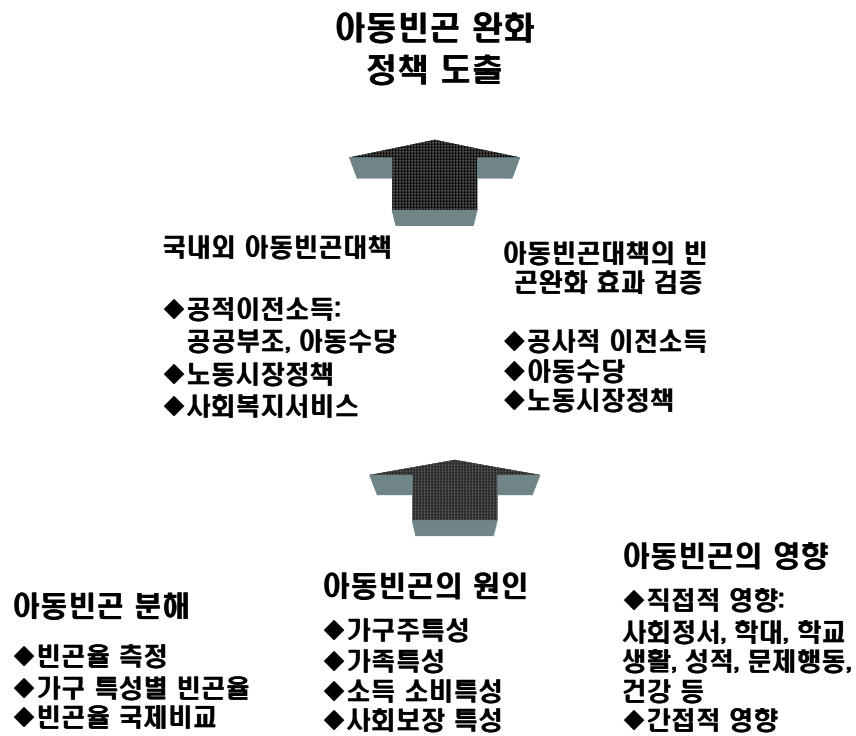 아동빈곤 완화
정책 도출
국내외 아동빈곤대책
◆공적이전소득:
공공부조, 아동수당
◆노동시장정책
◆사회복지서비스
아동빈곤대책의 빈
곤완화 효과 검증
◆공사적 이전소득
◆아동수당
◆노동시장정책
아동빈곤 분해
◆빈곤율 측정
◆가구 특성별 빈곤율
◆빈곤율 국제비교
아동빈곤의 원인
◆가구주특성
◆가족특성
◆소득 소비특성
◆사회보장 특성
아동빈곤의 영향
◆직접적 영향:
사회정서, 학대, 학교
생활, 성적, 문제행동,
건강 등
◆간접적 영향